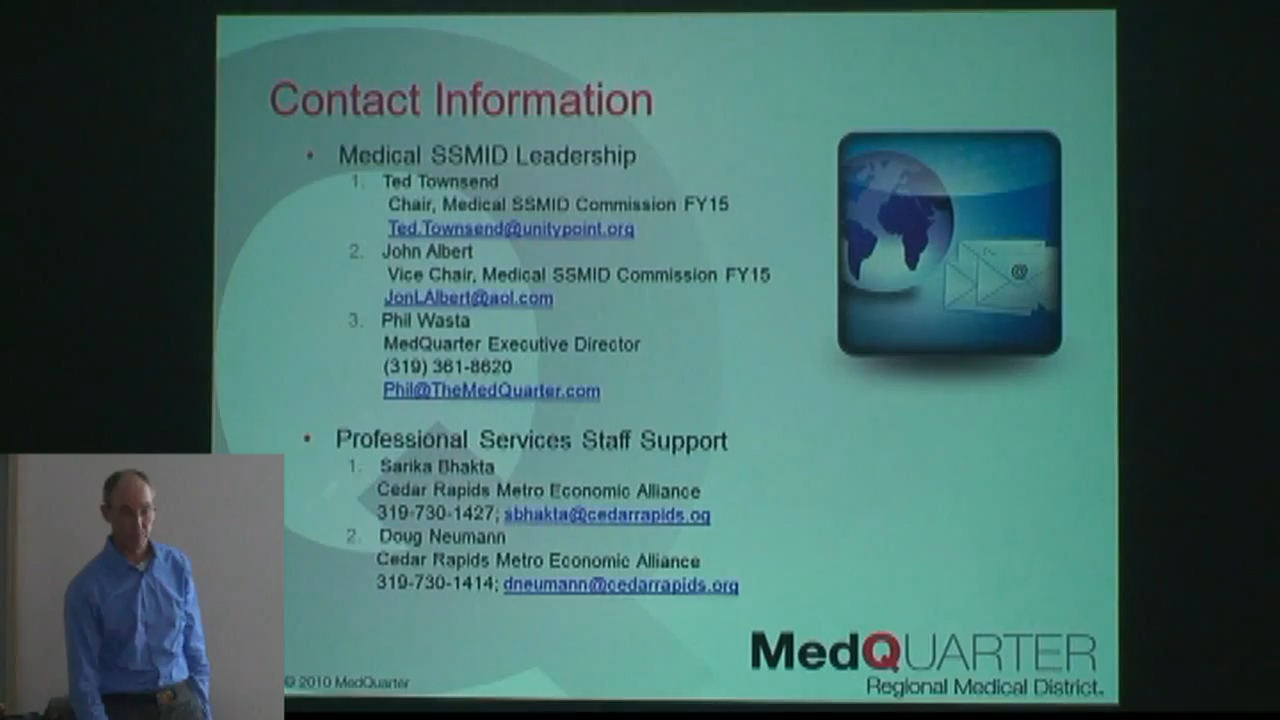 Contact Information
• Medical SSMID Leadership
1. Ted Townsend
Chair, Medical SSMID Commission FY15
Ted.Townsend@unitypoint.org
2. John Albert
Vice Chair, Medical SSMID Commission FY15
JonLAlbert@aol.com
3. Phil Wasta
MedQuarter Executive Director
(319) 361-8620
Phil@TheMedQuarter.com
• Professional Services Staff Support
1. Sarika Bhakta
Cedar Rapids Metro Economic Alliance
319-730-1427; sbhakta@cedarrapids.og
2. Doug Neumann
Cedar Rapids Metro Economic Alliance
319-730-1414; dneumann@cedarrapids.org
@
MedQUARTER
Regional Medical District.
© 2010 MedQuarter